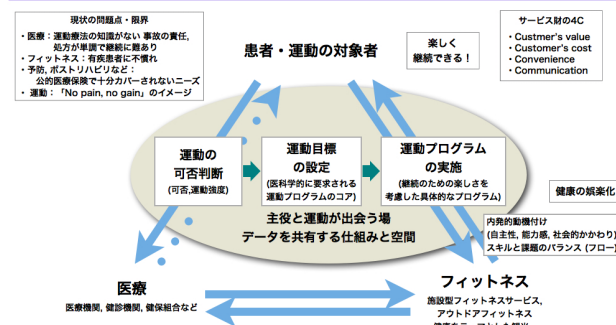 現状の問題点・限界
・医療：運動療法の知識がない 事故の責任,
処方が単調で継続に難あり
・フィットネス：有疾患者に不慣れ
・予防, ポストリハビリなど：
公的医療保険で十分カバーされないニーズ
・ 運動：「No pain, no gain」のイメージ
患者・運動の対象者
楽しく
継続できる！
サービス財の4C
・Custmer's value
・Customer's cost
・Convenience
・Communication
運動の
可否判断
(可否,運動強度)
運動目標
の設定
(医科学的に要求される
運動プログラムのコア)
運動プログラム
の実施
(継続のための楽しさを
考慮した具体的なプログラム)
主役と運動が出会う場
データを共有する仕組みと空間
健康の娯楽化
内発的動機付け
(自主性, 能力感, 社会的かかわり)
スキルと課題のバランス (フロー)
医療
医療機関, 健診機関, 健保組合など
フィットネス
施設型フィットネスサービス,
アウトドアフィットネス